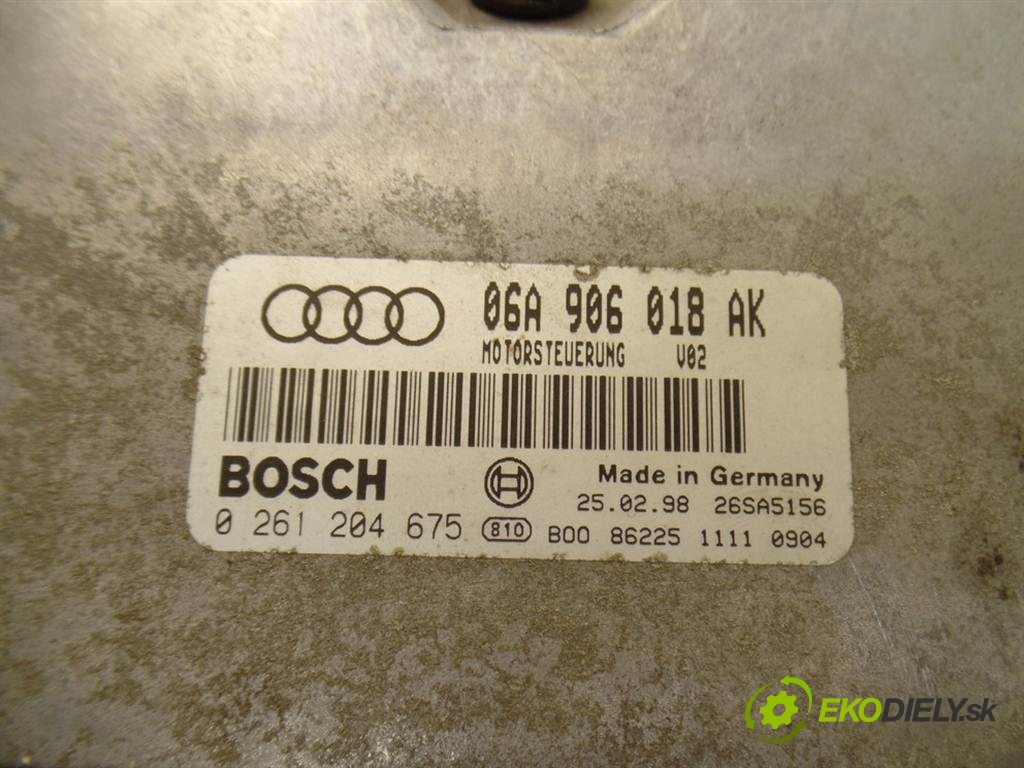 06A 906 018 AK
MOTORSTEUERUNG V02
BOSCH
Made in Germany
25.02.98 26SA5156
0 261 204 675 810 B00 86225 1111 0904
EKODIELY.sk